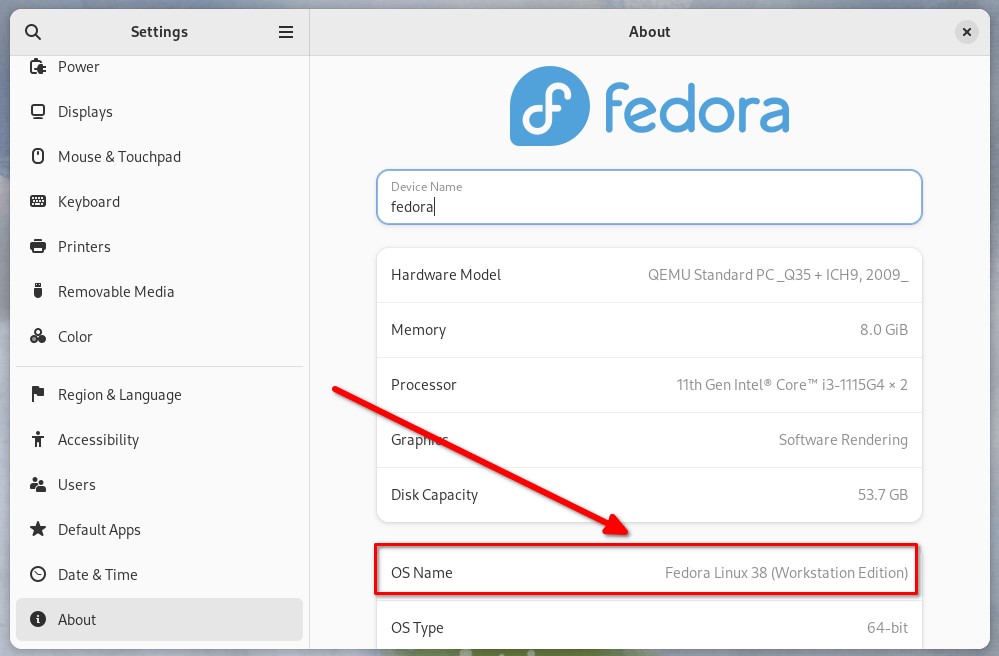 Settings
About
Power
Displays
Mouse & Touchpad
Keyboard
Printers
Removable Media
Color
Region & Language
Accessibility
Users
Default Apps
Date & Time
About
fedora
Device Name
fedora
Hardware Model QEMU Standard PC _Q35 + ICH9, 2009_
Memory 8.0 GiB
Processor 11th Gen Intel® Core™ i3-1115G4 × 2
Graphics Software Rendering
Disk Capacity 53.7 GB
OS Name Fedora Linux 38 (Workstation Edition)
OS Type 64-bit